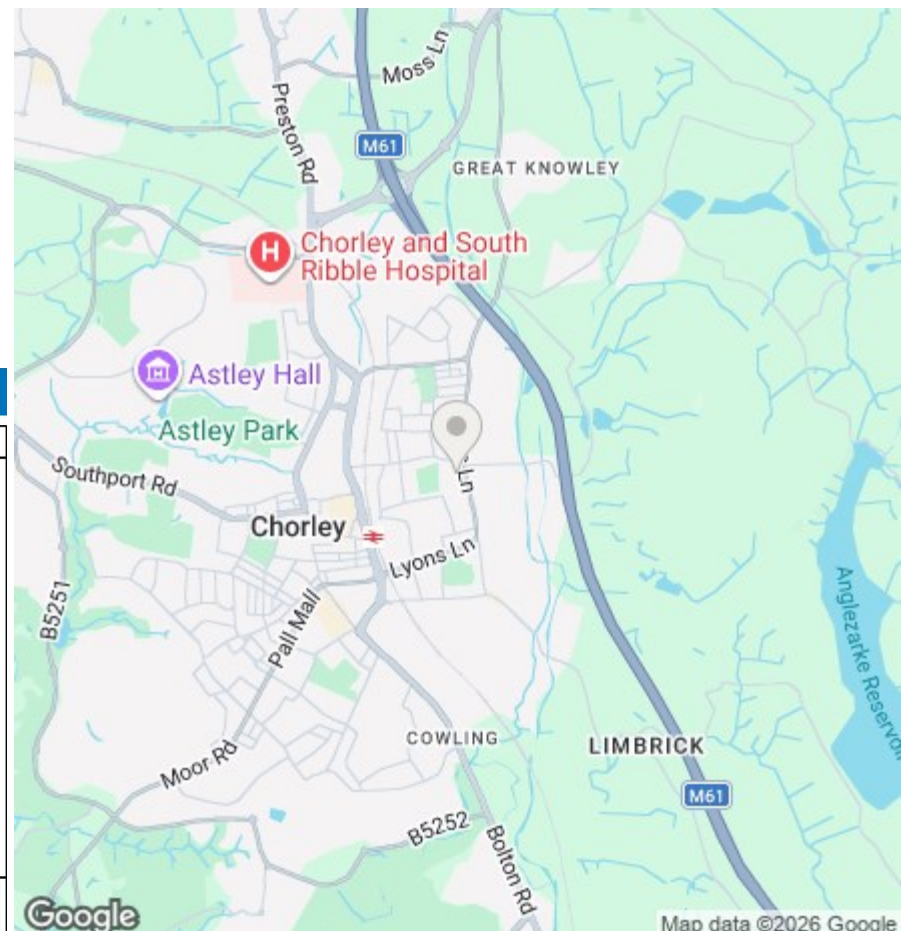 Moss Ln
Preston Rd
M61
GREAT KNOWLEY
H
Chorley and South
Ribble Hospital
Astley Hall
Astley Park
Southport Rd
Ln
Chorley
Lyons Ln
B5251
Pall Mall
Anglezarke Reservoi
COWLING
LIMBRICK
Moor Rd
M61
B5252
Bolton Rd
Google
Map data ©2026 Google